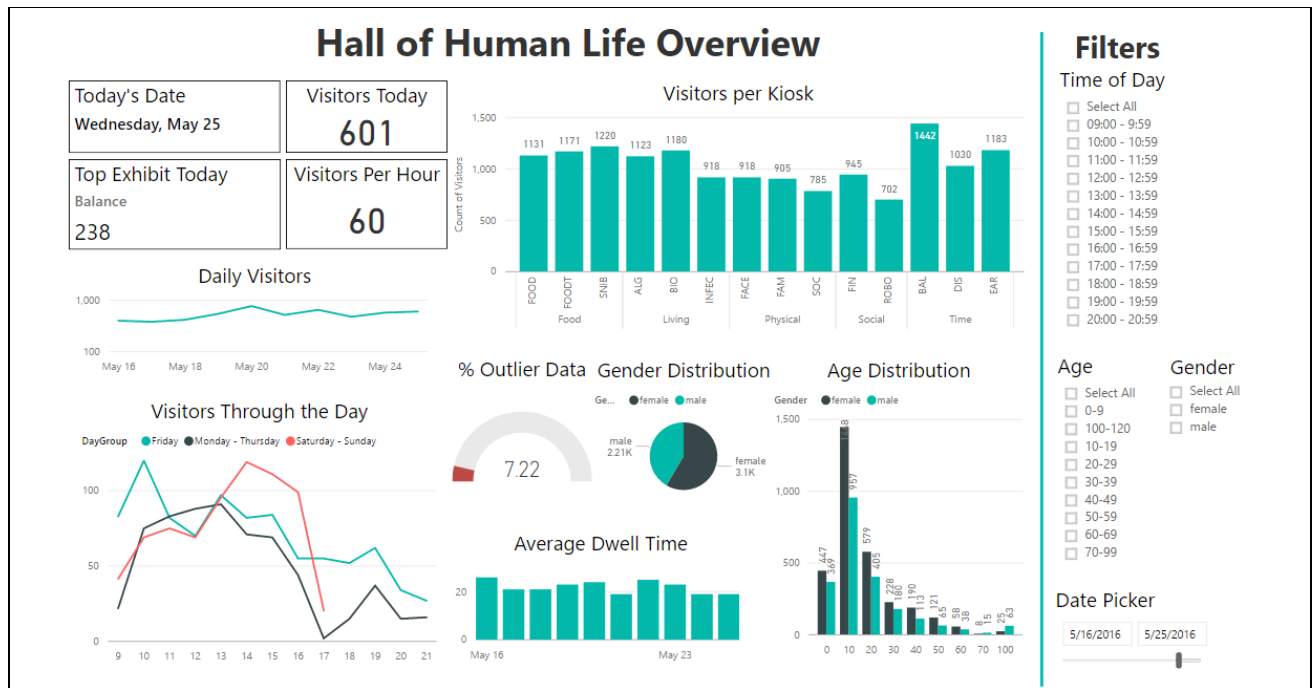 Hall of Human Life Overview
Today's Date
Wednesday, May 25
Visitors Today
601
Top Exhibit Today
Balance
238
Visitors Per Hour
60
Visitors per Kiosk
Count of Visitors
1,500
1,000
500
0
1131
1171
1220
1123
1180
918
918
905
785
945
702
1442
1030
1183
FOOD
FOODT
SNIB
ALG
BIO
INFEC
FACE
FAM
SOC
FIN
ROBO
BAL
DIS
EAR
Food
Living
Physical
Social
Time
Daily Visitors
1,000
100
May 16
May 18
May 20
May 22
May 24
Visitors Through the Day
DayGroup Friday Monday - Thursday Saturday - Sunday
100
50
0
9 10 11 12 13 14 15 16 17 18 19 20 21
% Outlier Data
7.22
Gender Distribution
Ge... female male
male
2.21K
female
3.1K
Average Dwell Time
20
0
May 16
May 23
Age Distribution
Gender female male
1,500
1,000
500
0
447
369
957
579
405
228
180
190
113
121
65
58
38
8
15
25
63
0 10 20 30 40 50 60 70 100
Filters
Time of Day
Select All
09:00 - 9:59
10:00 - 10:59
11:00 - 11:59
12:00 - 12:59
13:00 - 13:59
14:00 - 14:59
15:00 - 15:59
16:00 - 16:59
17:00 - 17:59
18:00 - 18:59
19:00 - 19:59
20:00 - 20:59
Age
Select All
0-9
100-120
10-19
20-29
30-39
40-49
50-59
60-69
70-99
Gender
Select All
female
male
Date Picker
5/16/2016
5/25/2016